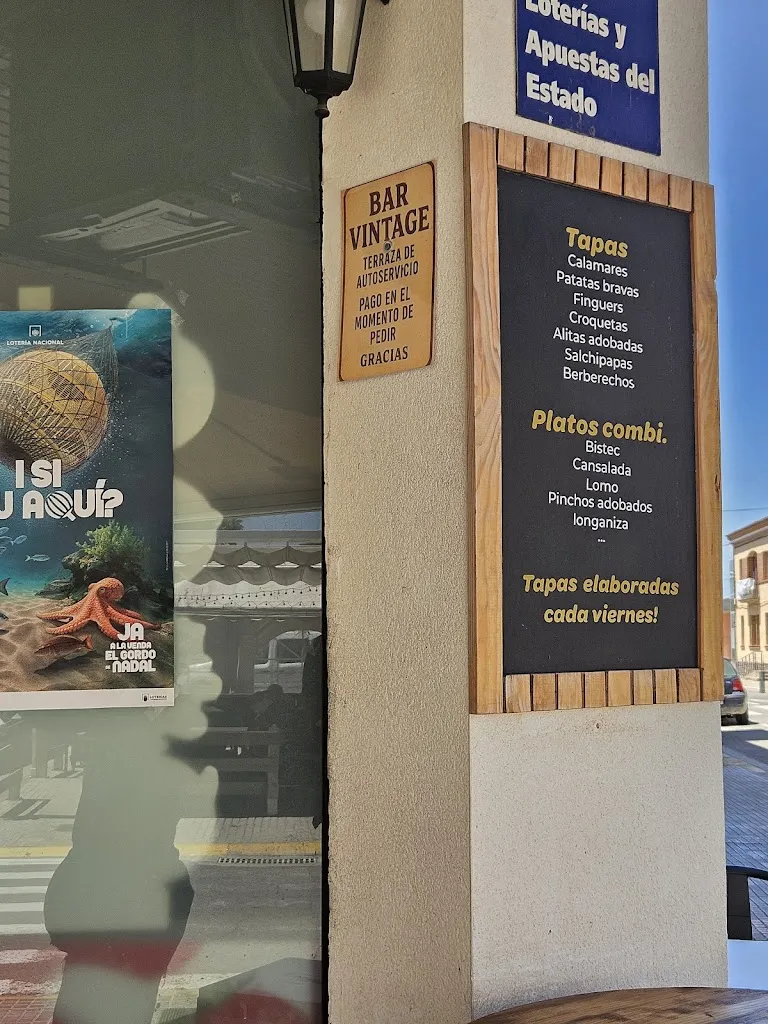 Loterías y
Apuestas del
Estado
BAR
VINTAGE
TERRAZA DE
AUTOSERVICIO
PAGO EN EL
MOMENTO DE
PEDIR
GRACIAS
Tapas
Calamares
Patatas bravas
Finguers
Croquetas
Alitas adobadas
Salchipapas
Berberechos
Platos combi.
Bistec
Cansalada
Lomo
Pinchos adobados
longaniza
...
Tapas elaboradas
cada viernes!
LOTERÍA NACIONAL
I SI
U AQUÍ?
JA
A LA VENDA
EL GORDO
DE NADAL
LOTERÍAS